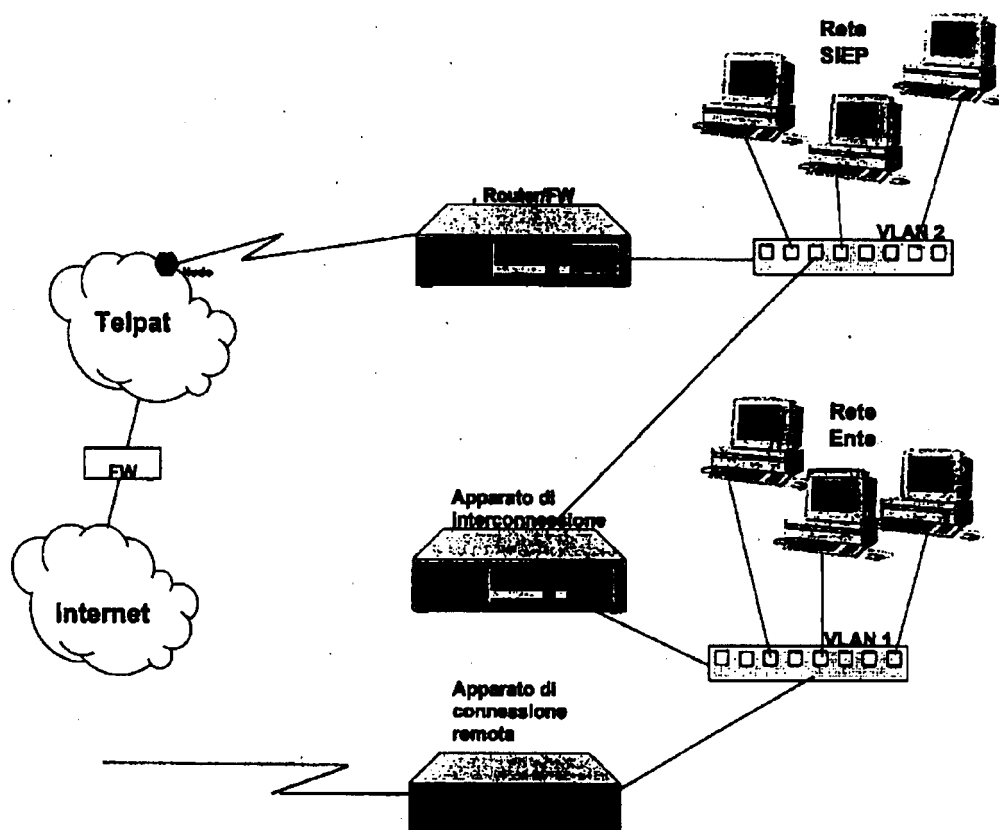 Rete
SIEP
Router/FW
VLAN 2
Nodo
Telpat
Rete
Ente
FW
Apparato di
interconnessione
Internet
VLAN 1
Apparato di
connessione
remota